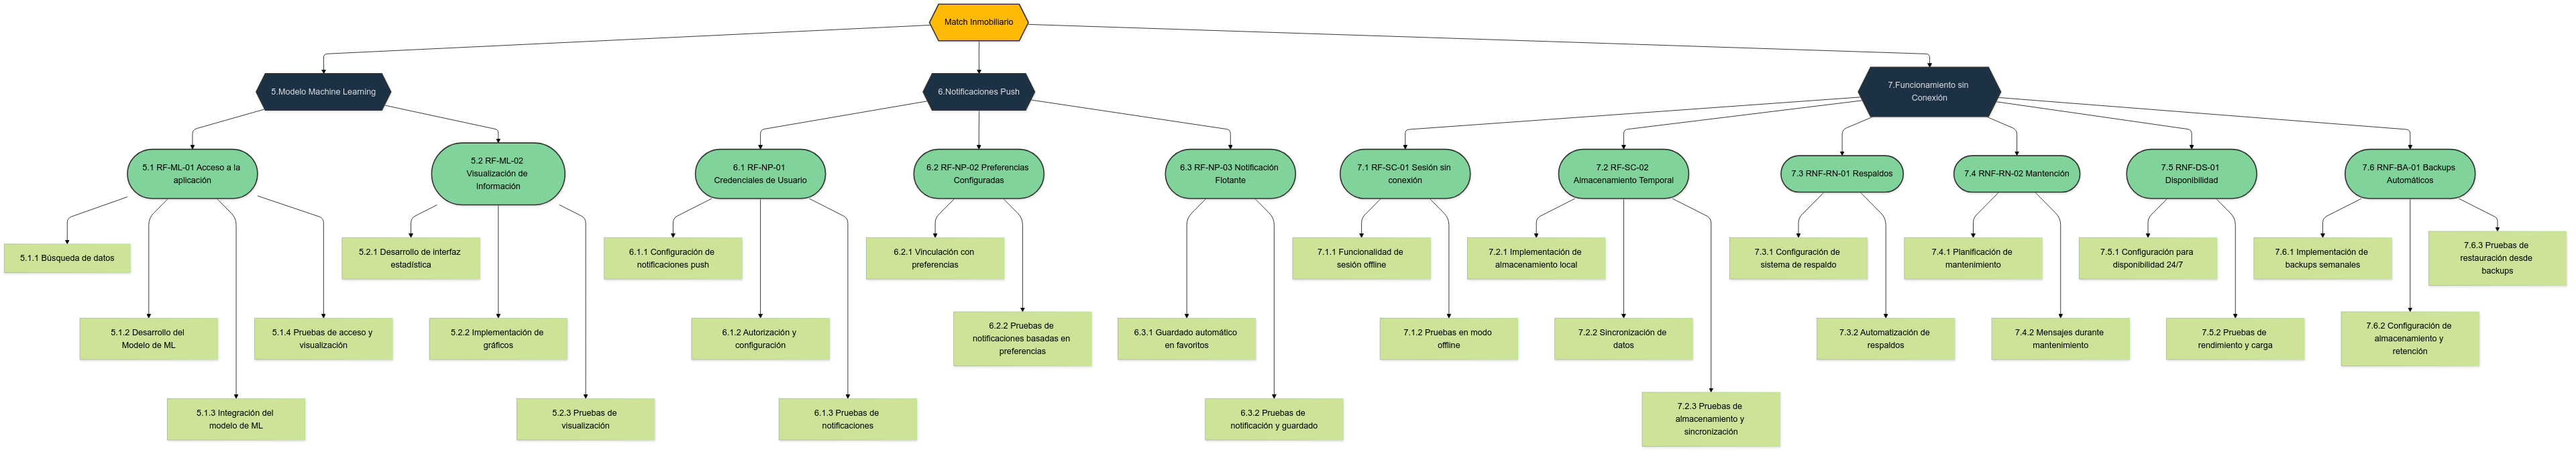 Match Inmobiliario
5.Modelo Machine Learning
6.Notificaciones Push
7.Funcionamiento sin
Conexión
5.1 RF-ML-01 Acceso a la
aplicación
5.2 RF-ML-02
Visualización de
Información
6.1 RF-NP-01
Credenciales de Usuario
6.2 RF-NP-02 Preferencias
Configuradas
6.3 RF-NP-03 Notificación
Flotante
7.1 RF-SC-01 Sesión sin
conexión
7.2 RF-SC-02
Almacenamiento Temporal
7.3 RNF-RN-01 Respaldos
7.4 RNF-RN-02 Mantención
7.5 RNF-DS-01
Disponibilidad
7.6 RNF-BA-01 Backups
Automáticos
5.1.1 Búsqueda de datos
5.2.1 Desarrollo de interfaz
estadística
6.1.1 Configuración de
notificaciones push
6.2.1 Vinculación con
preferencias
7.1.1 Funcionalidad de
sesión offline
7.2.1 Implementación de
almacenamiento local
7.3.1 Configuración de
sistema de respaldo
7.4.1 Planificación de
mantenimiento
7.5.1 Configuración para
disponibilidad 24/7
7.6.1 Implementación de
backups semanales
7.6.3 Pruebas de
restauración desde
backups
5.1.2 Desarrollo del
Modelo de ML
5.1.4 Pruebas de acceso y
visualización
5.2.2 Implementación de
gráficos
6.1.2 Autorización y
configuración
6.2.2 Pruebas de
notificaciones basadas en
preferencias
6.3.1 Guardado automático
en favoritos
7.1.2 Pruebas en modo
offline
7.2.2 Sincronización de
datos
7.3.2 Automatización de
respaldos
7.4.2 Mensajes durante
mantenimiento
7.5.2 Pruebas de
rendimiento y carga
7.6.2 Configuración de
almacenamiento y
retención
5.1.3 Integración del
modelo de ML
5.2.3 Pruebas de
visualización
6.1.3 Pruebas de
notificaciones
6.3.2 Pruebas de
notificación y guardado
7.2.3 Pruebas de
almacenamiento y
sincronización